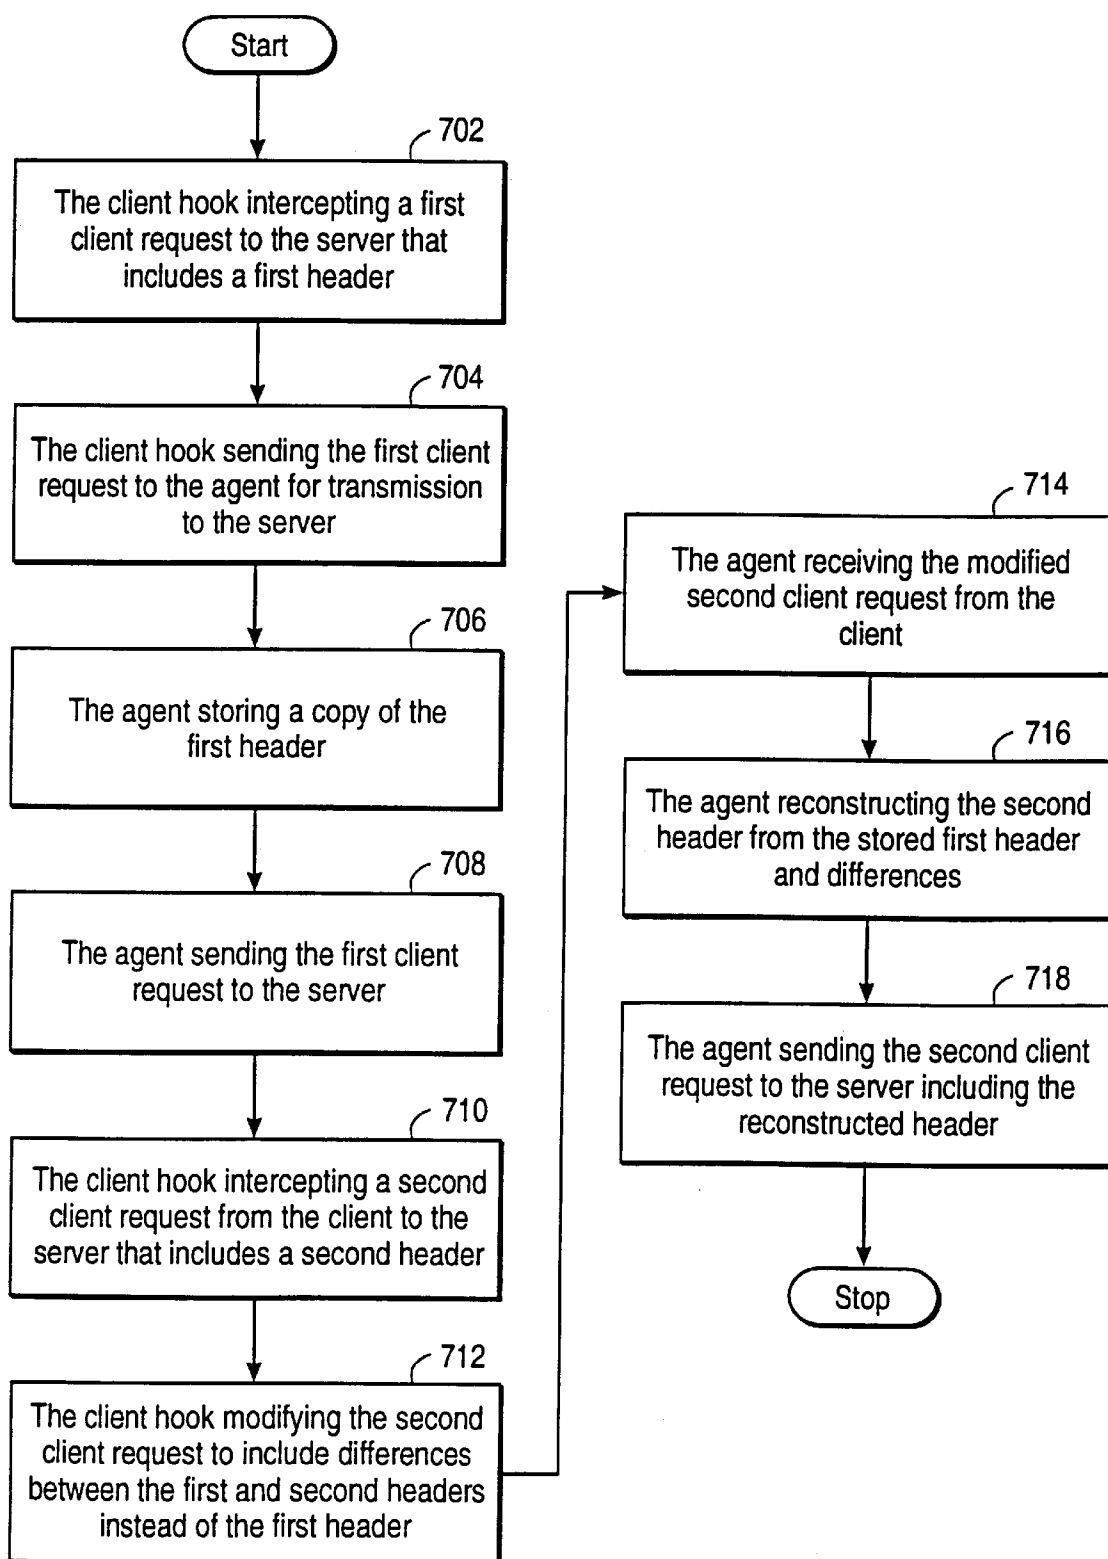 Start
702
The client hook intercepting a first
client request to the server that
includes a first header
704
The client hook sending the first client
request to the agent for transmission
to the server
706
The agent storing a copy of the
first header
708
The agent sending the first client
request to the server
710
The client hook intercepting a second
client request from the client to the
server that includes a second header
712
The client hook modifying the second
client request to include differences
between the first and second headers
instead of the first header
714
The agent receiving the modified
second client request from the
client
716
The agent reconstructing the second
header from the stored first header
and differences
718
The agent sending the second client
request to the server including the
reconstructed header
Stop